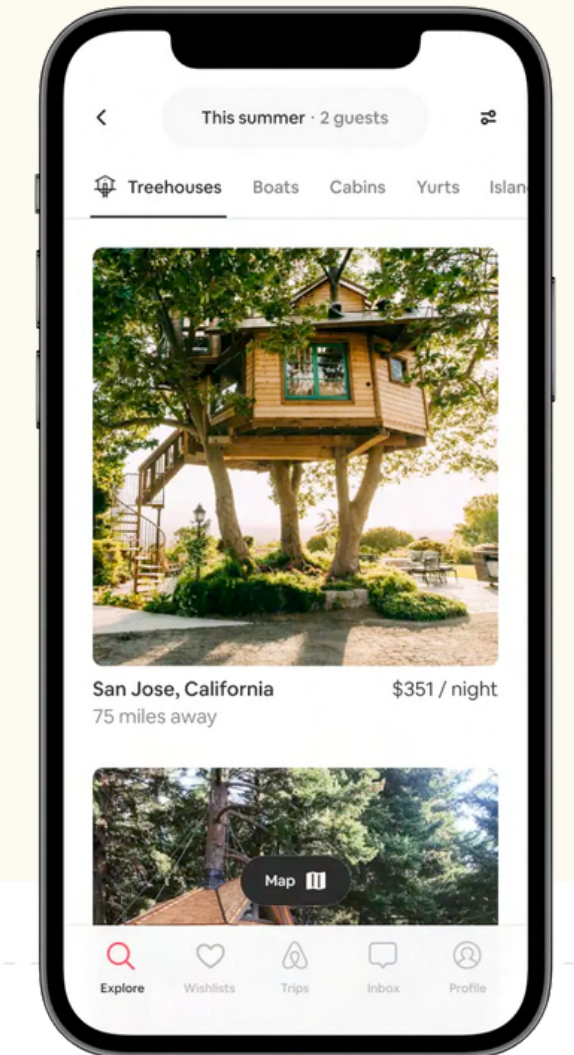 This summer · 2 guests
Treehouses Boats Cabins Yurts Islan
San Jose, California $351 / night
75 miles away
Map
Explore Wishlists Trips Inbox Profile